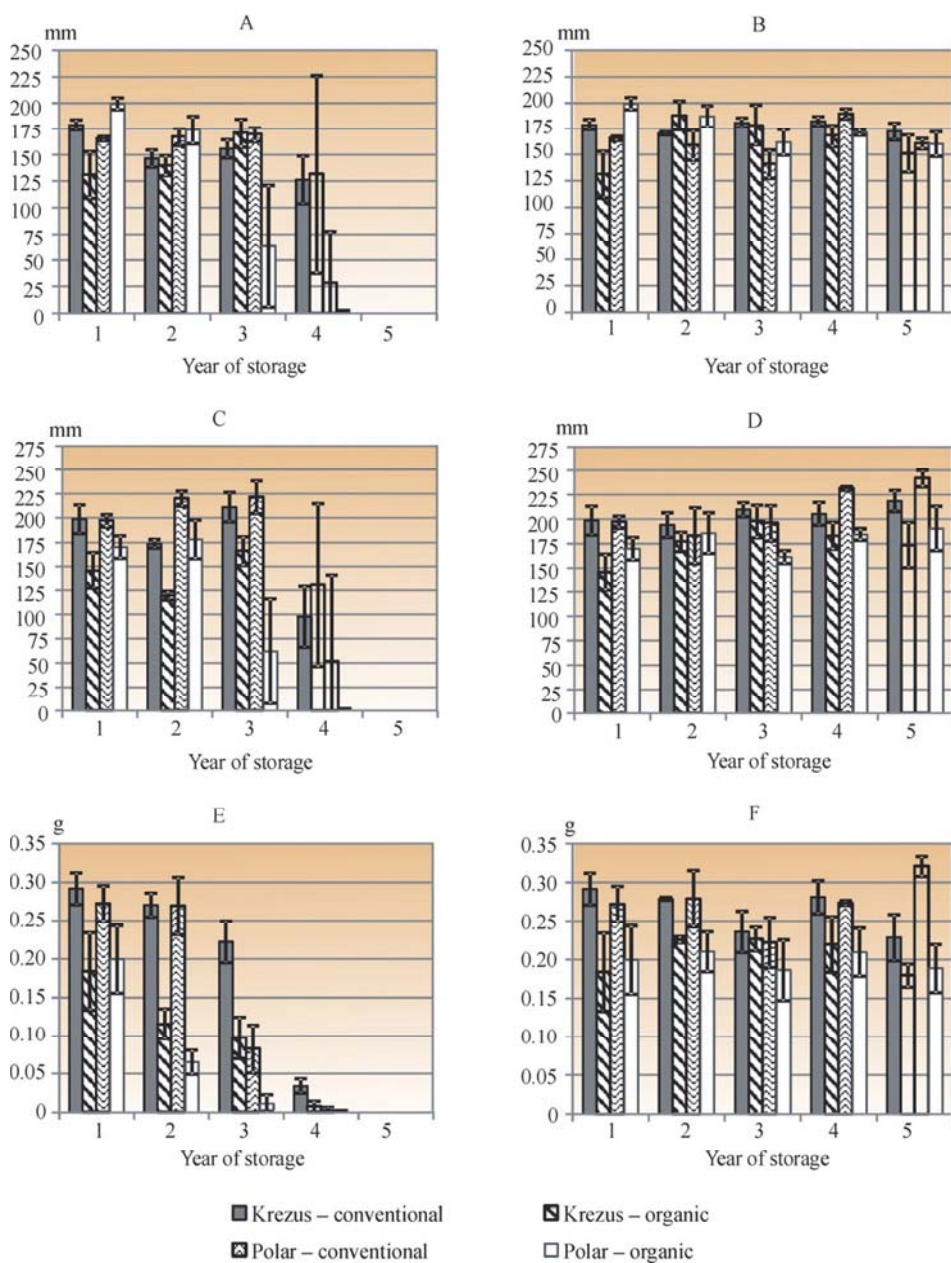 A
mm
250
225
200
175
150
125
100
75
50
25
0
1 2 3 4 5
Year of storage
B
mm
250
225
200
175
150
125
100
75
50
25
0
1 2 3 4 5
Year of storage
C
mm
275
250
225
200
175
150
125
100
75
50
25
0
1 2 3 4 5
Year of storage
D
mm
275
250
225
200
175
150
125
100
75
50
25
0
1 2 3 4 5
Year of storage
E
g
0.35
0.30
0.25
0.20
0.15
0.10
0.05
0
1 2 3 4 5
Year of storage
F
g
0.35
0.30
0.25
0.20
0.15
0.10
0.05
0
1 2 3 4 5
Year of storage
Krezus – conventional
Krezus – organic
Polar – conventional
Polar – organic